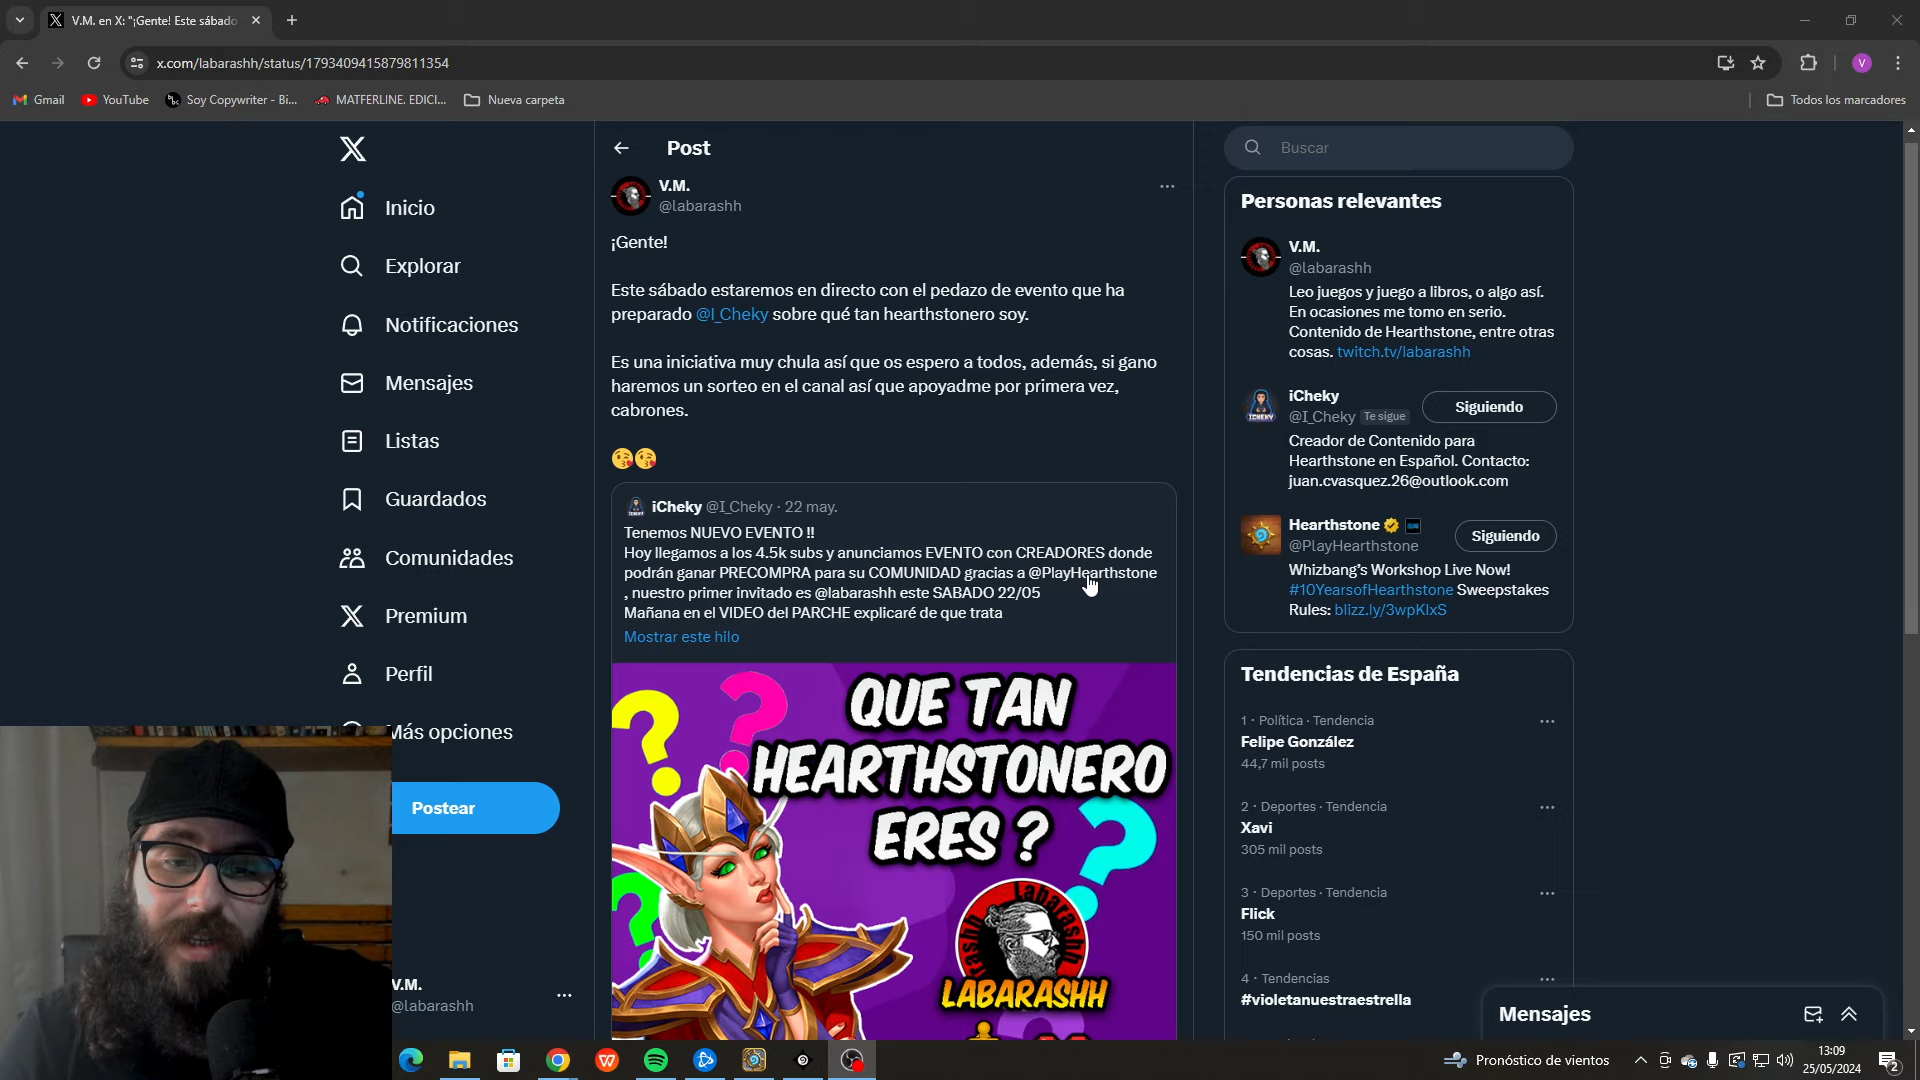 V.M. en X: "¡Gente! Este sábado
x.com/labarashh/status/1793409415879811354
V
Gmail
YouTube
Soy Copywriter - Bi...
MATFERLINE. EDICI...
Nueva carpeta
Todos los marcadores
Inicio
Explorar
Notificaciones
Mensajes
Listas
Guardados
Comunidades
Premium
Perfil
Más opciones
Postear
V.M.
@labarashh
Post
V.M.
@labarashh
¡Gente!
Este sábado estaremos en directo con el pedazo de evento que ha
preparado @I_Cheky sobre qué tan hearthstonero soy.
Es una iniciativa muy chula así que os espero a todos, además, si gano
haremos un sorteo en el canal así que apoyadme por primera vez,
cabrones.
😘😘
iCheky @I_Cheky · 22 may.
Tenemos NUEVO EVENTO !!
Hoy llegamos a los 4.5k subs y anunciamos EVENTO con CREADORES donde
podrán ganar PRECOMPRA para su COMUNIDAD gracias a @PlayHearthstone
, nuestro primer invitado es @labarashh este SABADO 22/05
Mañana en el VIDEO del PARCHE explicaré de que trata
Mostrar este hilo
QUE TAN
HEARTHSTONERO
ERES ?
Labarashh
LABARASHH
Buscar
Personas relevantes
V.M.
@labarashh
Leo juegos y juego a libros, o algo así.
En ocasiones me tomo en serio.
Contenido de Hearthstone, entre otras
cosas. twitch.tv/labarashh
iCheky
@I_Cheky Te sigue
Siguiendo
Creador de Contenido para
Hearthstone en Español. Contacto:
juan.cvasquez.26@outlook.com
Hearthstone
@PlayHearthstone
Siguiendo
Whizbang's Workshop Live Now!
#10YearsofHearthstone Sweepstakes
Rules: blizz.ly/3wpKlxS
Tendencias de España
1 · Política · Tendencia
Felipe González
44,7 mil posts
2 · Deportes · Tendencia
Xavi
305 mil posts
3 · Deportes · Tendencia
Flick
150 mil posts
4 · Tendencias
#violetanuestraestrella
Mensajes
Pronóstico de vientos
13:09
25/05/2024
2